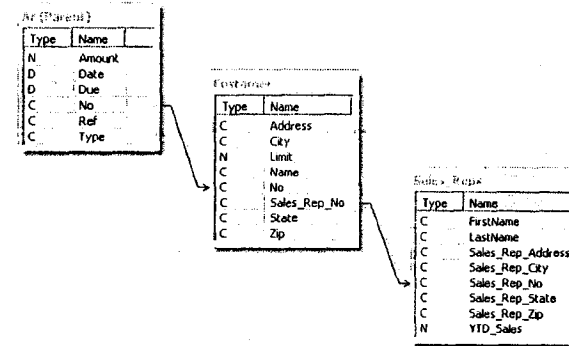 Ar (Parent)
Type Name
N Amount
D Date
D Due
C No
C Ref
C Type
Customer
Type Name
C Address
C City
N Limit
C Name
C No
C Sales_Rep_No
C State
C Zip
Sales_Reps
Type Name
C FirstName
C LastName
C Sales_Rep_Address
C Sales_Rep_City
C Sales_Rep_No
C Sales_Rep_State
C Sales_Rep_Zip
N YTD_Sales